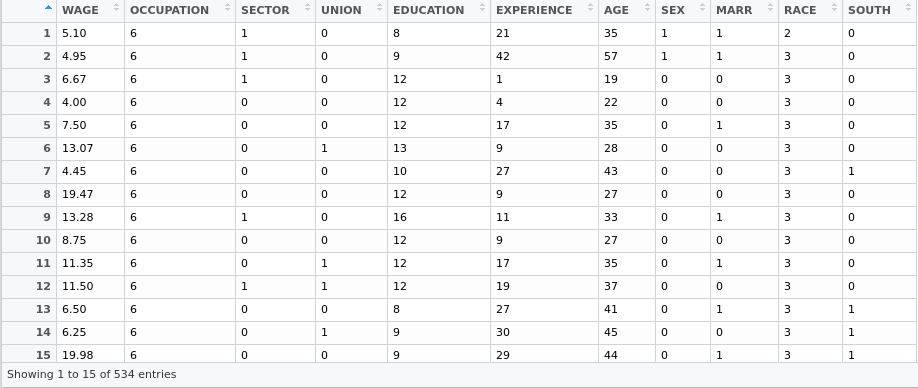 WAGE OCCUPATION SECTOR UNION EDUCATION EXPERIENCE AGE SEX MARR RACE SOUTH
1 5.10 6 1 0 8 21 35 1 1 2 0
2 4.95 6 1 0 9 42 57 1 1 3 0
3 6.67 6 1 0 12 1 19 0 0 3 0
4 4.00 6 0 0 12 4 22 0 0 3 0
5 7.50 6 0 0 12 17 35 0 1 3 0
6 13.07 6 0 1 13 9 28 0 0 3 0
7 4.45 6 0 0 10 27 43 0 0 3 1
8 19.47 6 0 0 12 9 27 0 0 3 0
9 13.28 6 1 0 16 11 33 0 1 3 0
10 8.75 6 0 0 12 9 27 0 0 3 0
11 11.35 6 0 1 12 17 35 0 1 3 0
12 11.50 6 1 1 12 19 37 0 0 3 0
13 6.50 6 0 0 8 27 41 0 1 3 1
14 6.25 6 0 1 9 30 45 0 0 3 1
15 19.98 6 0 0 9 29 44 0 1 3 1
Showing 1 to 15 of 534 entries